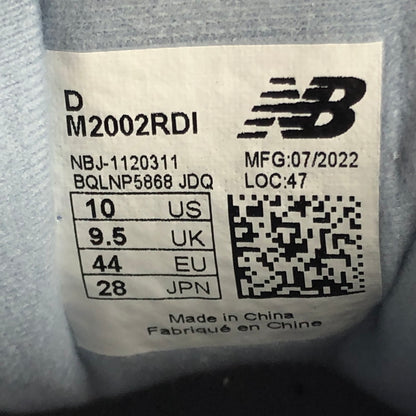 D
M2002RDI
NB
NBJ-1120311
BQLNP5868 JDQ
MFG:07/2022
LOC:47
10 US
9.5 UK
44 EU
28 JPN
Made in China
Fabriqué en Chine